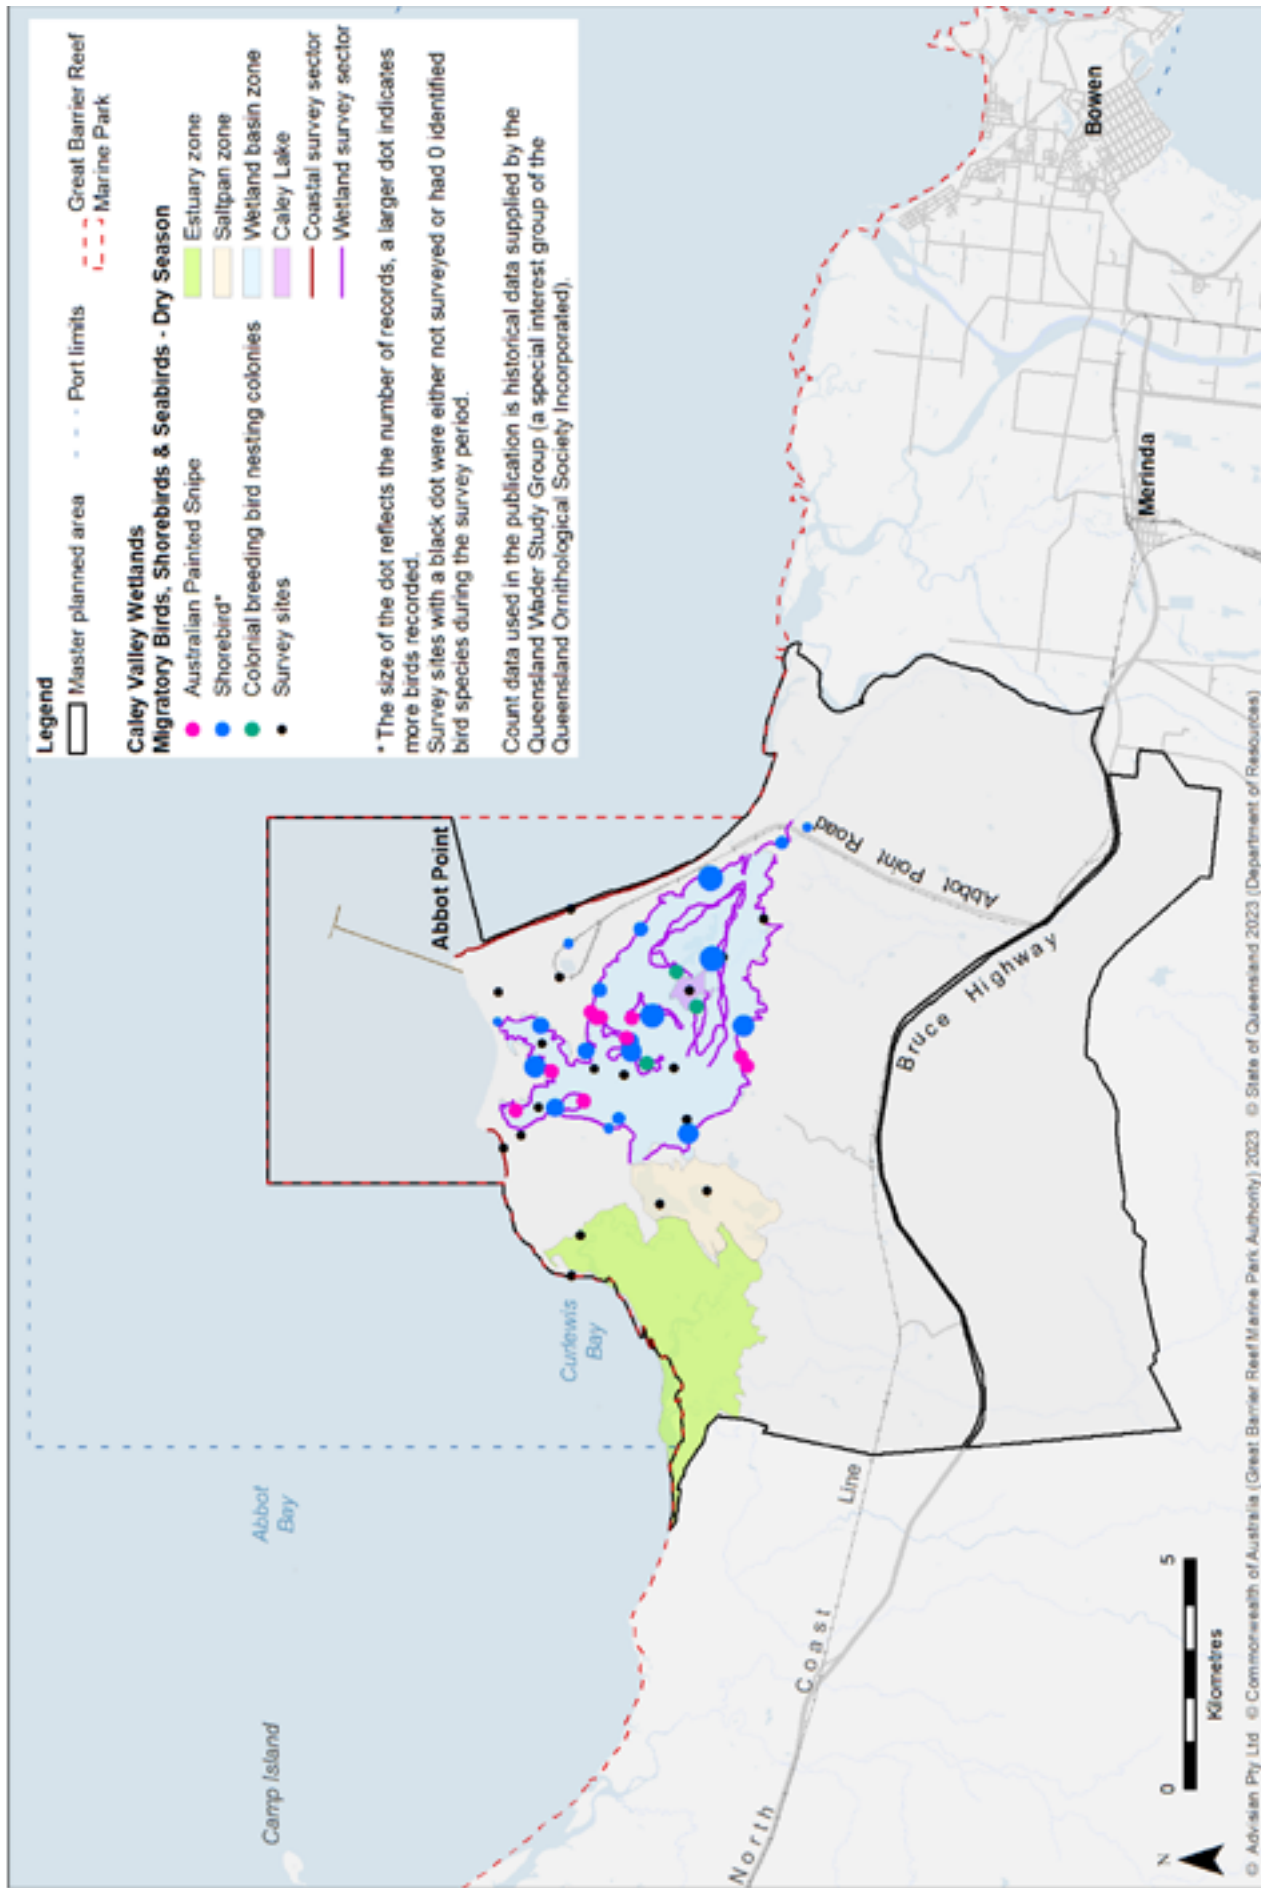 Legend
Master planned area
Port limits
Great Barrier Reef
Marine Park
Caley Valley Wetlands
Migratory Birds, Shorebirds & Seabirds - Dry Season
Australian Painted Snipe
Shorebird*
Colonial breeding bird nesting colonies
Survey sites
Estuary zone
Saltpan zone
Wetland basin zone
Caley Lake
Coastal survey sector
Wetland survey sector
* The size of the dot reflects the number of records, a larger dot indicates
more birds recorded.
Survey sites with a black dot were either not surveyed or had 0 identified
bird species during the survey period.
Count data used in the publication is historical data supplied by the
Queensland Wader Study Group (a special interest group of the
Queensland Ornithological Society Incorporated).
Camp Island
Abbot
Bay
Curlewis
Bay
Abbot Point
Abbot Point Road
Bruce Highway
North Coast Line
Merinda
Bowen
N
0 5
Kilometres
© Advisian Pty Ltd © Commonwealth of Australia (Great Barrier Reef Marine Park Authority) 2023 © State of Queensland 2023 (Department of Resources)